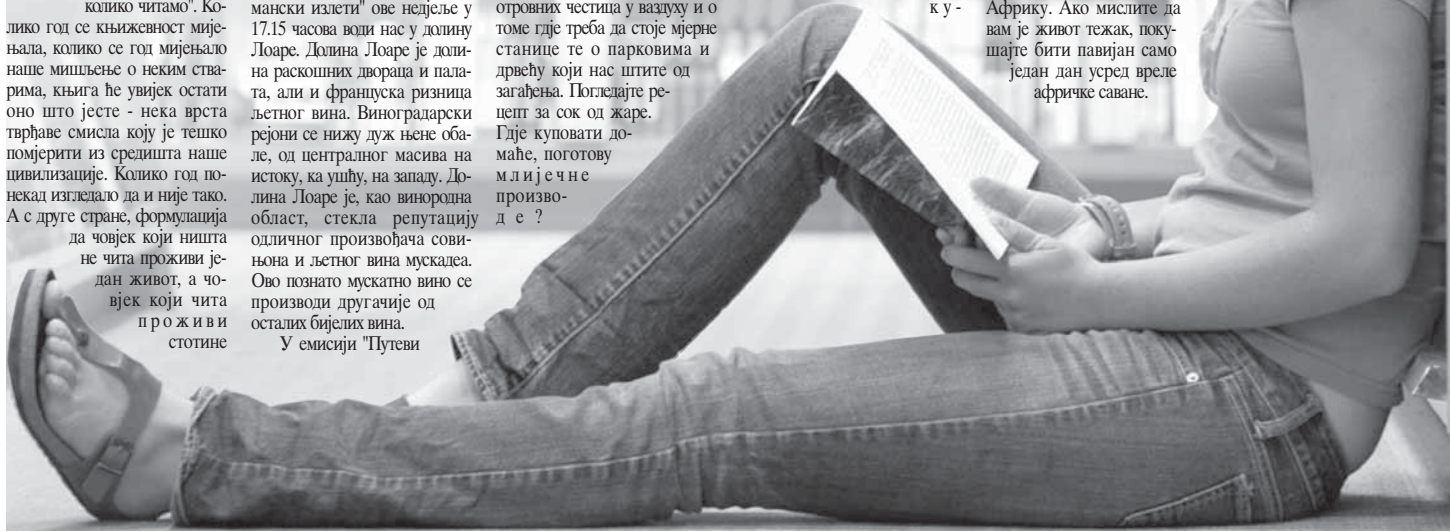 колико читамо". Ко-
лико год се књижевност мије-
њала, колико се год мијењало
наше мишљење о неким ства-
рима, књига ће увијек остати
оно што јесте - нека врста
тврђаве смисла коју је тешко
помјерити из средишта наше
цивилизације. Колико год по-
некад изгледало да и није тако.
А с друге стране, формулација
да човјек који ништа
не чита проживи је-
дан живот, а чо-
вјек који чита
проживи
стотине
мански излети" ове недјеље у
17.15 часова води нас у долину
Лоаре. Долина Лоаре је доли-
на раскошних двораца и пала-
та, али и француска ризница
љетног вина. Виноградарски
рејони се нижу дуж њене оба-
ле, од централног масива на
истоку, ка ушћу, на западу. До-
лина Лоаре је, као винородна
област, стекла репутацију
одличног произвођача сови-
њона и љетног вина мускадеа.
Ово познато мускатно вино се
производи другачије од
осталих бијелих вина.
У емисији "Путеви
отровних честица у ваздуху и о
томе гдје треба да стоје мјерне
станице те о парковима и
дрвећу који нас штите од
загађења. Погледајте ре-
цепт за сок од жаре.
Гдје куповати до-
маће, поготову
млијечне
произво-
де?
ку-
Африку. Ако мислите да
вам је живот тежак, поку-
шајте бити павијан само
један дан усред вреле
афричке саване.